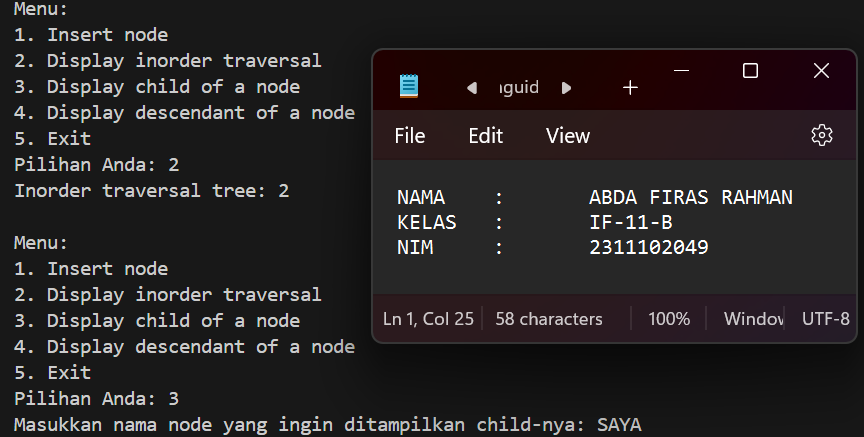 Menu:
1. Insert node
2. Display inorder traversal
3. Display child of a node
4. Display descendant of a node
5. Exit
Pilihan Anda: 2
Inorder traversal tree: 2
Menu:
1. Insert node
2. Display inorder traversal
3. Display child of a node
4. Display descendant of a node
5. Exit
Pilihan Anda: 3
Masukkan nama node yang ingin ditampilkan child-nya: SAYA
File Edit View
NAMA : ABDA FIRAS RAHMAN
KELAS : IF-11-B
NIM : 2311102049
Ln 1, Col 25 58 characters 100% UTF-8